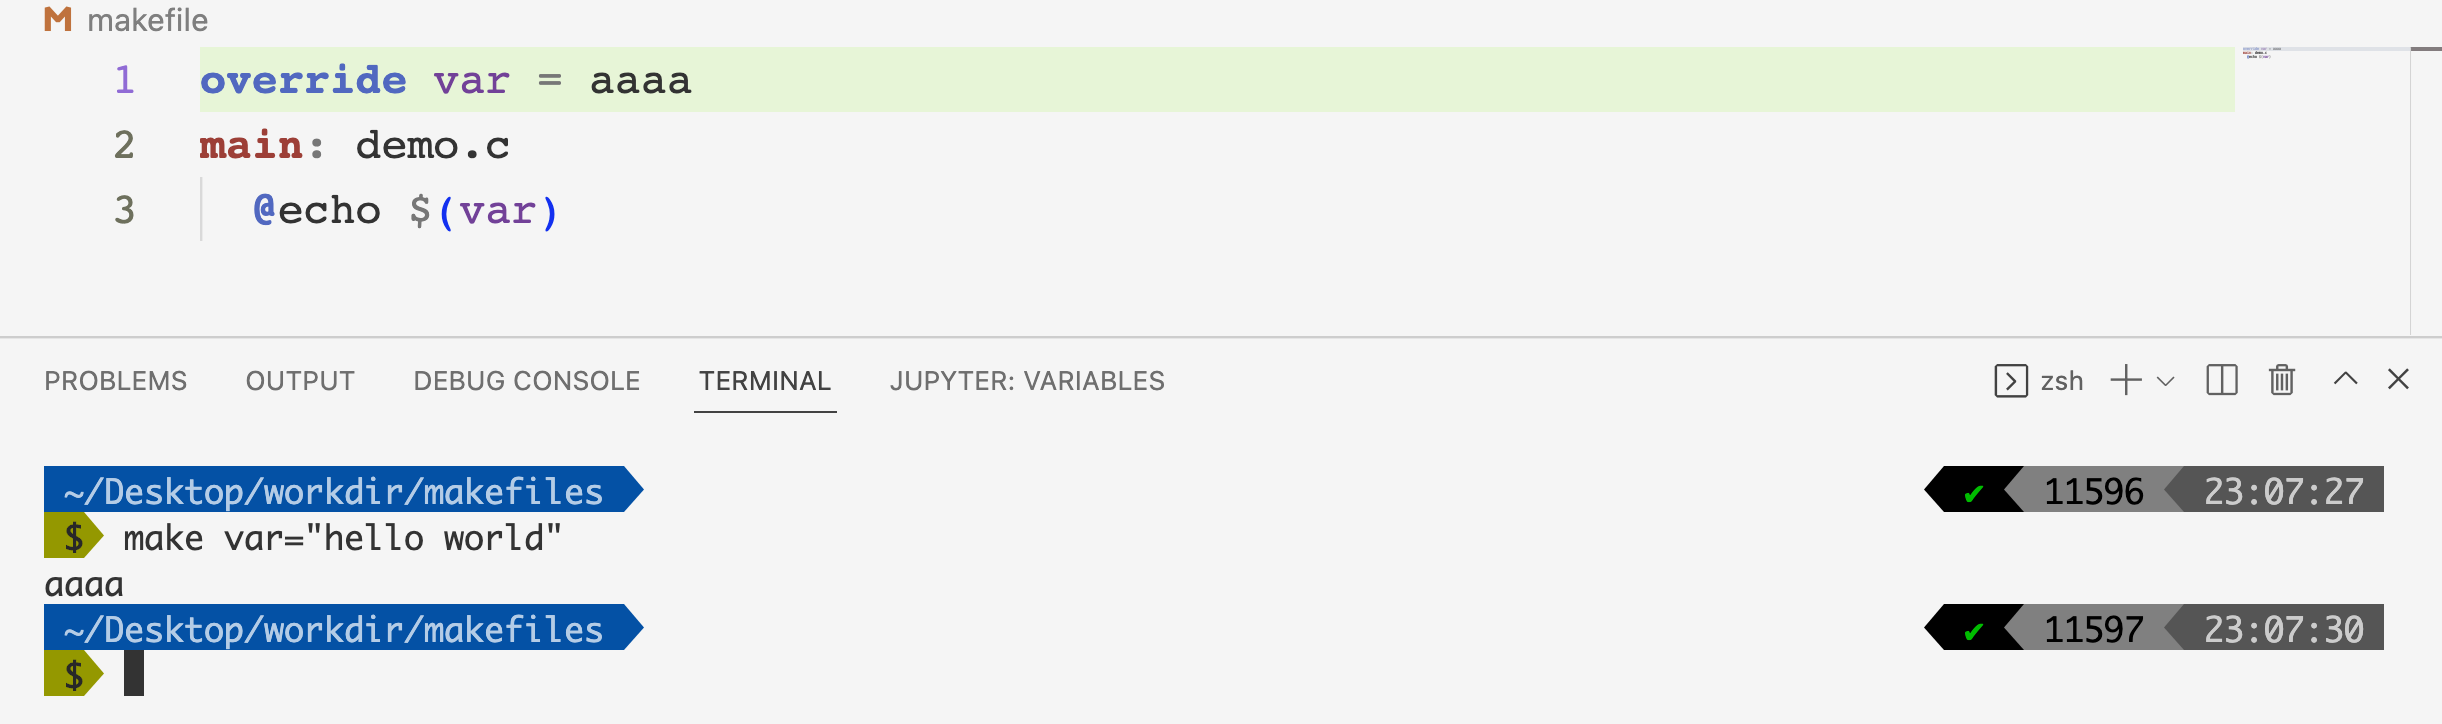 makefile
1 override var = aaaa
2 main: demo.c
3 @echo $(var)
PROBLEMS OUTPUT DEBUG CONSOLE TERMINAL JUPYTER: VARIABLES zsh
~/Desktop/workdir/makefiles ✔ 11596 23:07:27
$ make var="hello world"
aaaa
~/Desktop/workdir/makefiles ✔ 11597 23:07:30
$